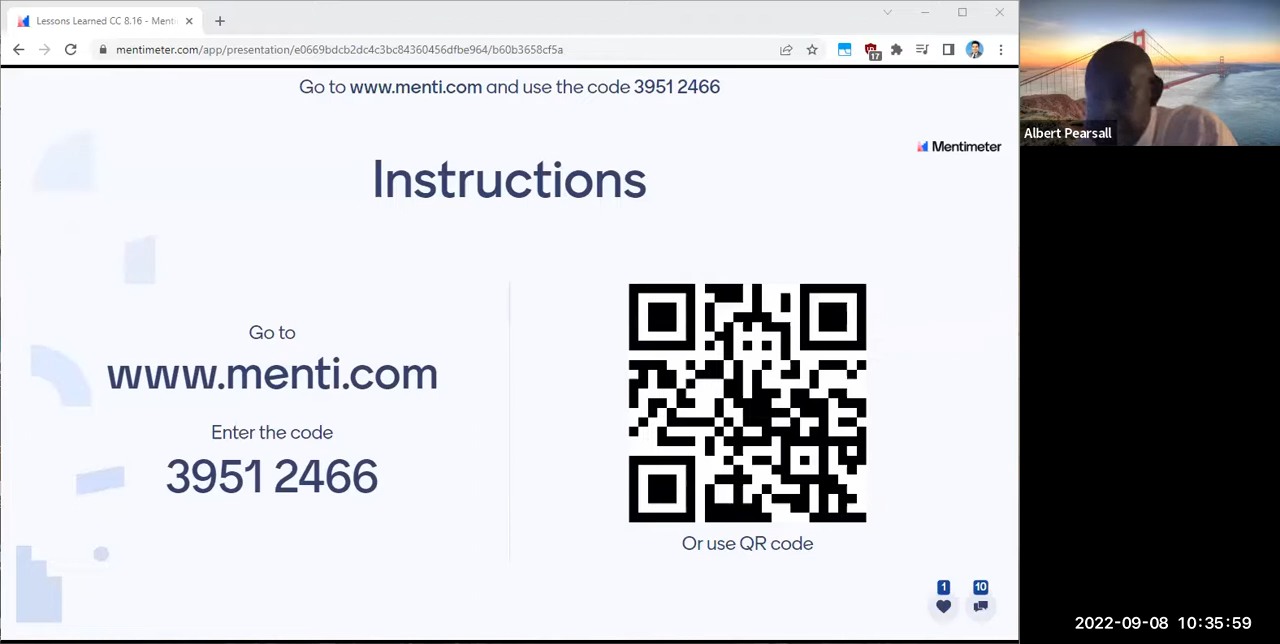 Lessons Learned CC 8.16 - Menti
mentimeter.com/app/presentation/e0669bdcb2dc4c3bc84360456dfbe964/b60b3658cf5a
17
Go to www.menti.com and use the code 3951 2466
Mentimeter
Instructions
Go to
www.menti.com
Enter the code
3951 2466
Or use QR code
1 10
Albert Pearsall
2022-09-08 10:35:59